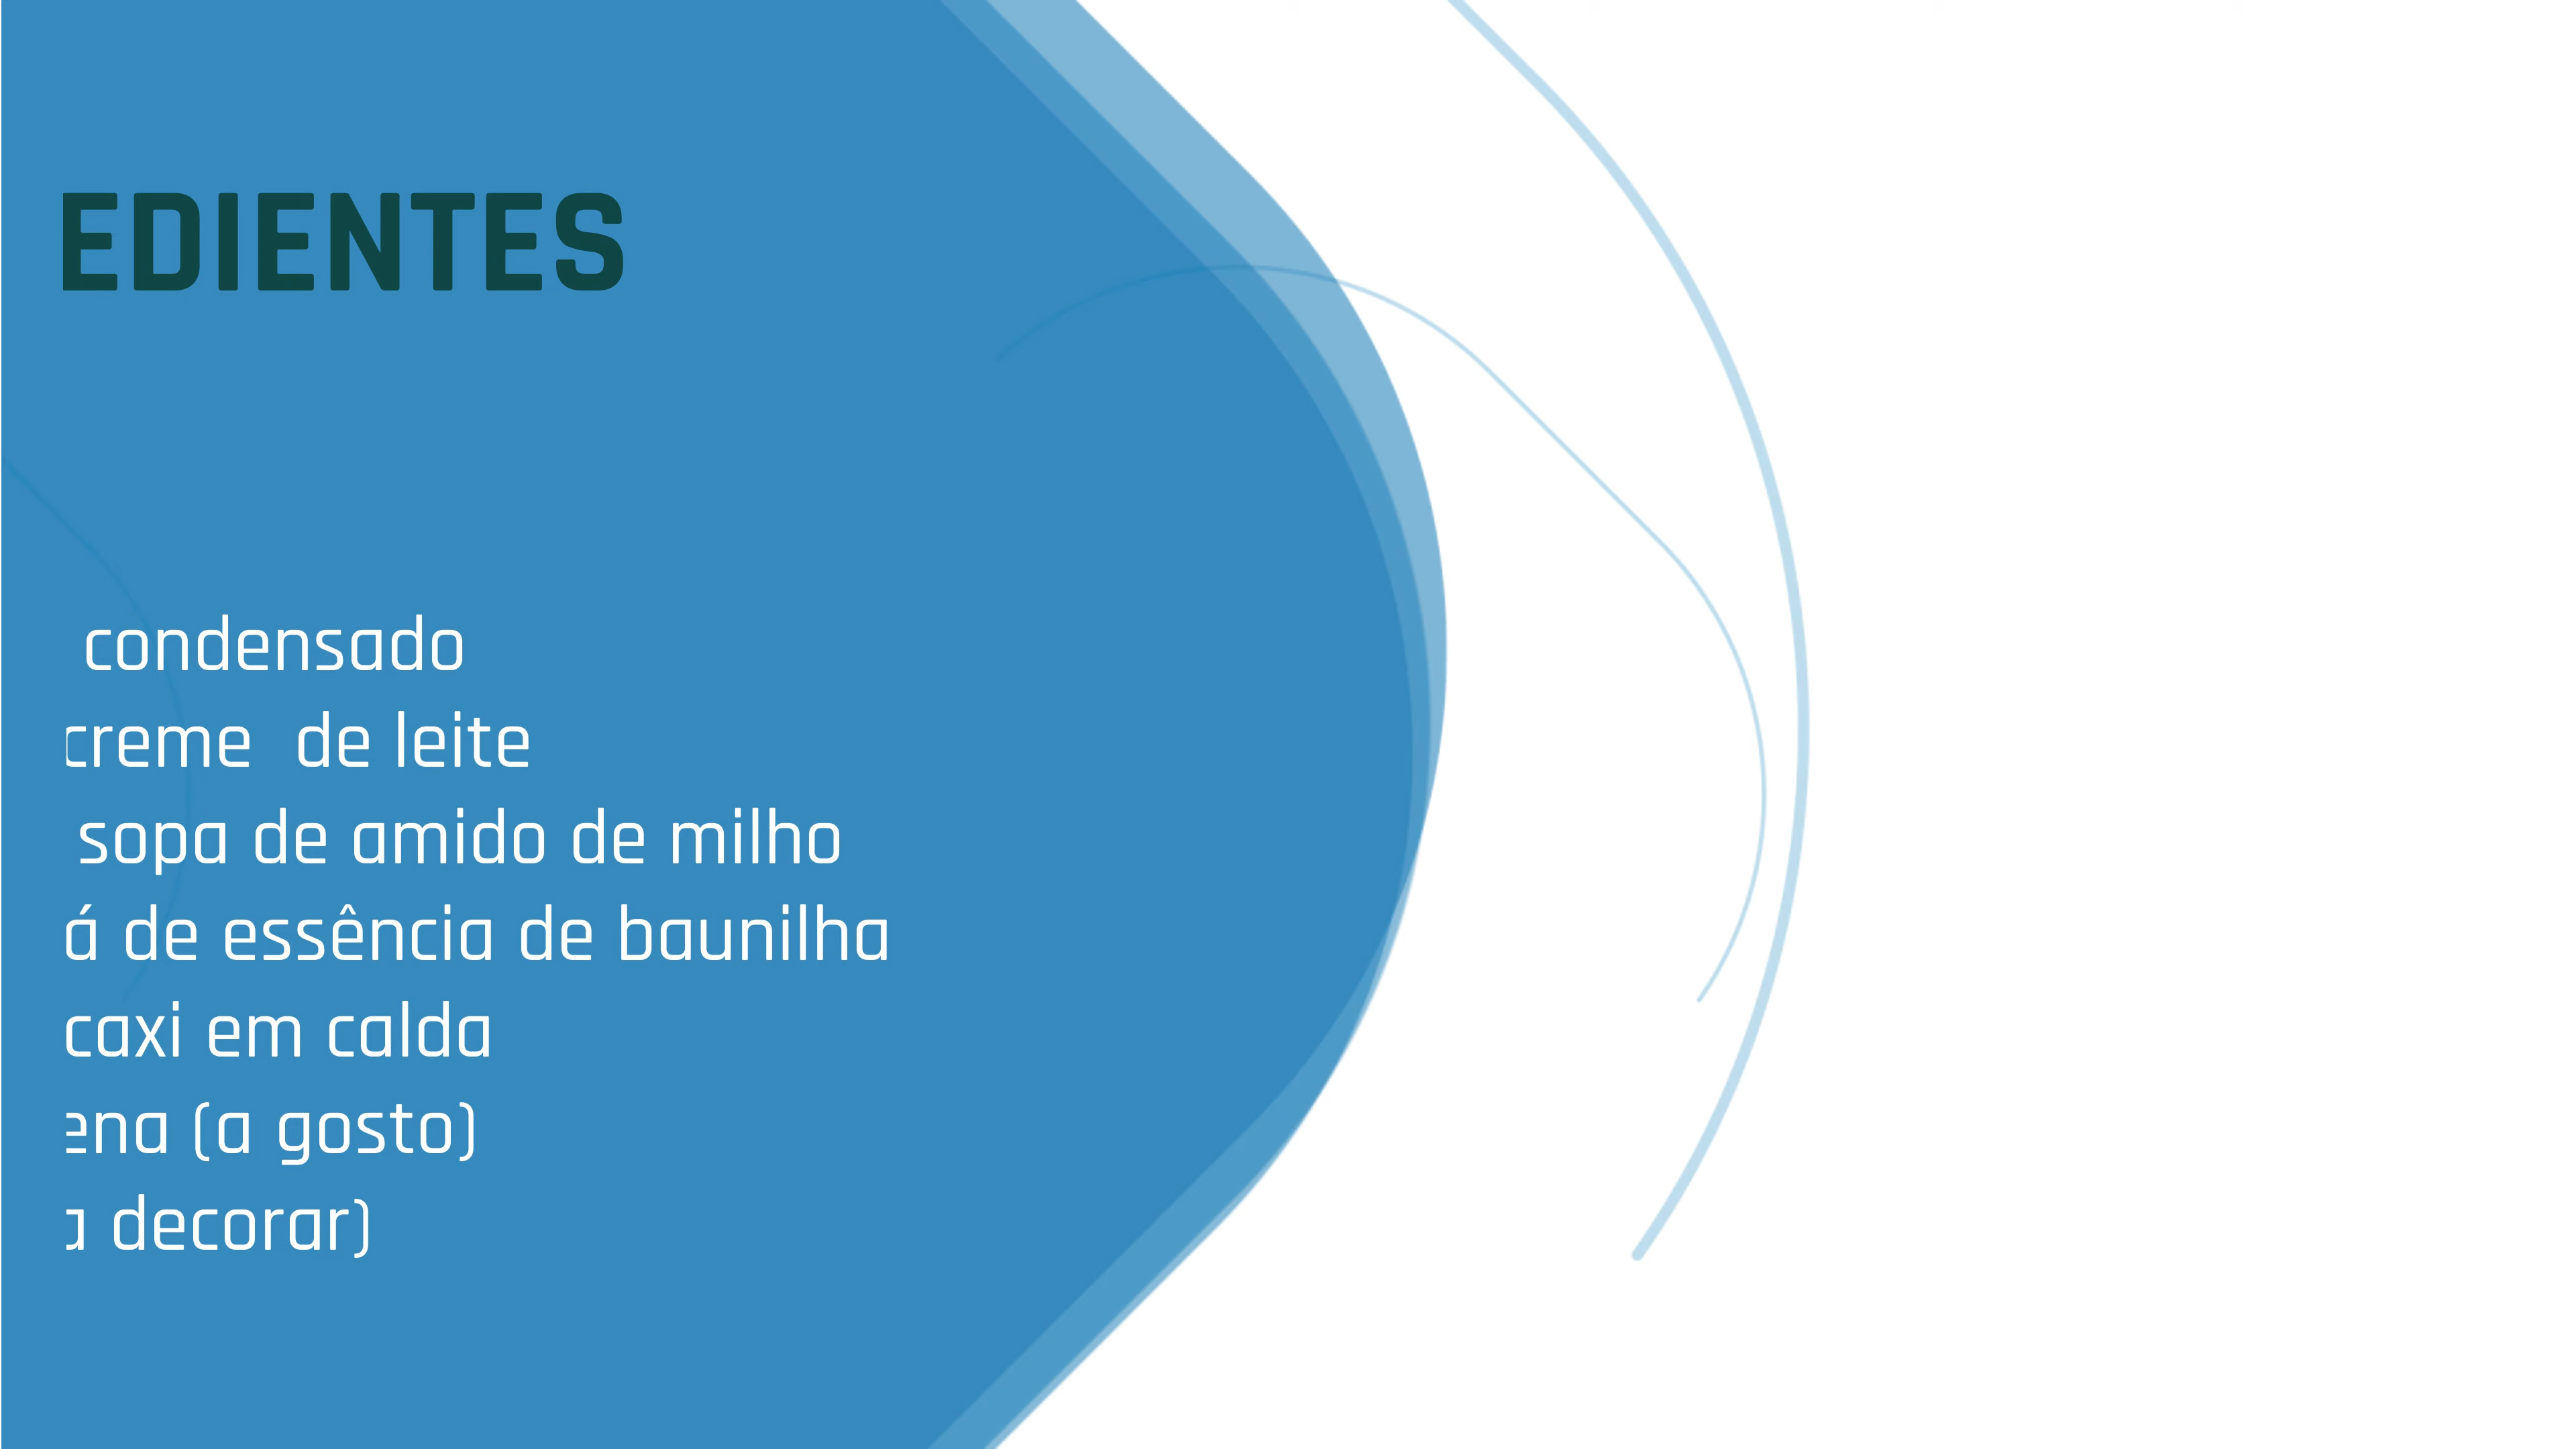 EDIENTES
condensado
creme de leite
sopa de amido de milho
á de essência de baunilha
caxi em calda
ena (a gosto)
a decorar)